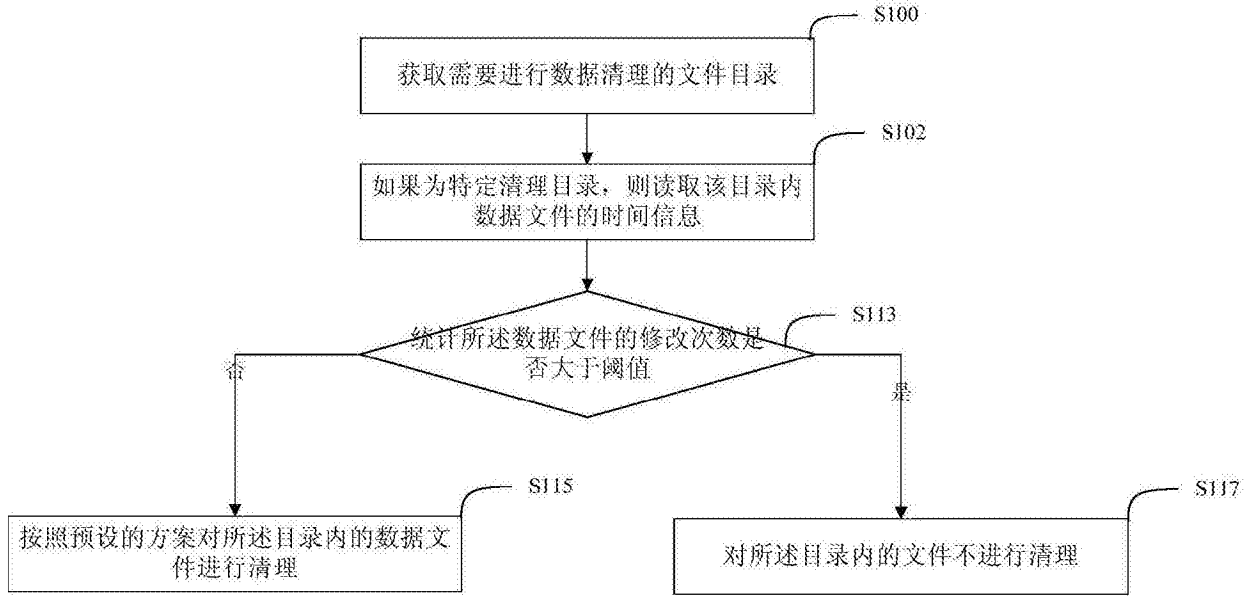 S100
获取需要进行数据清理的文件目录
S102
如果为特定清理目录，则读取该目录内
数据文件的时间信息
S113
统计所述数据文件的修改次数是
否大于阈值
否
是
S115
按照预设的方案对所述目录内的数据文
件进行清理
S117
对所述目录内的文件不进行清理